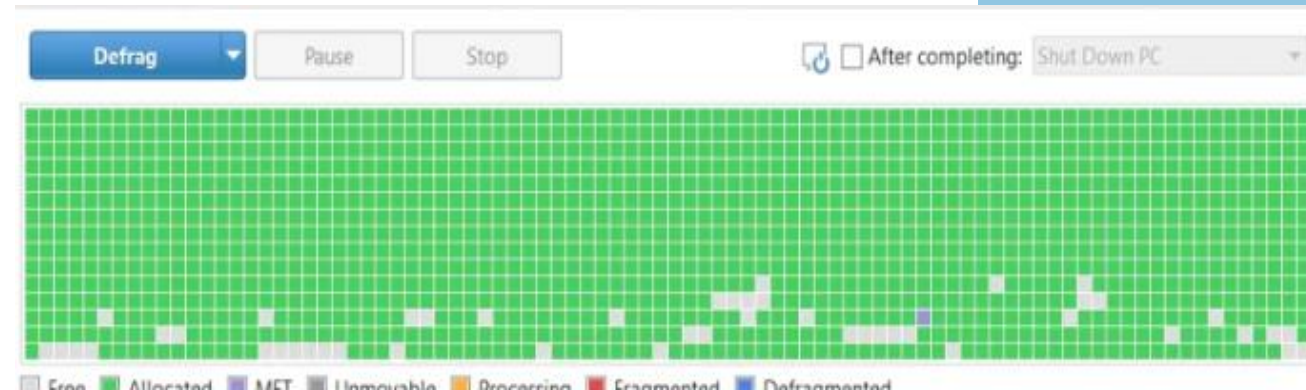 Defrag Pause Stop After completing: Shut Down PC
Free Allocated MFT Unmovable Processing Fragmented Defragmented